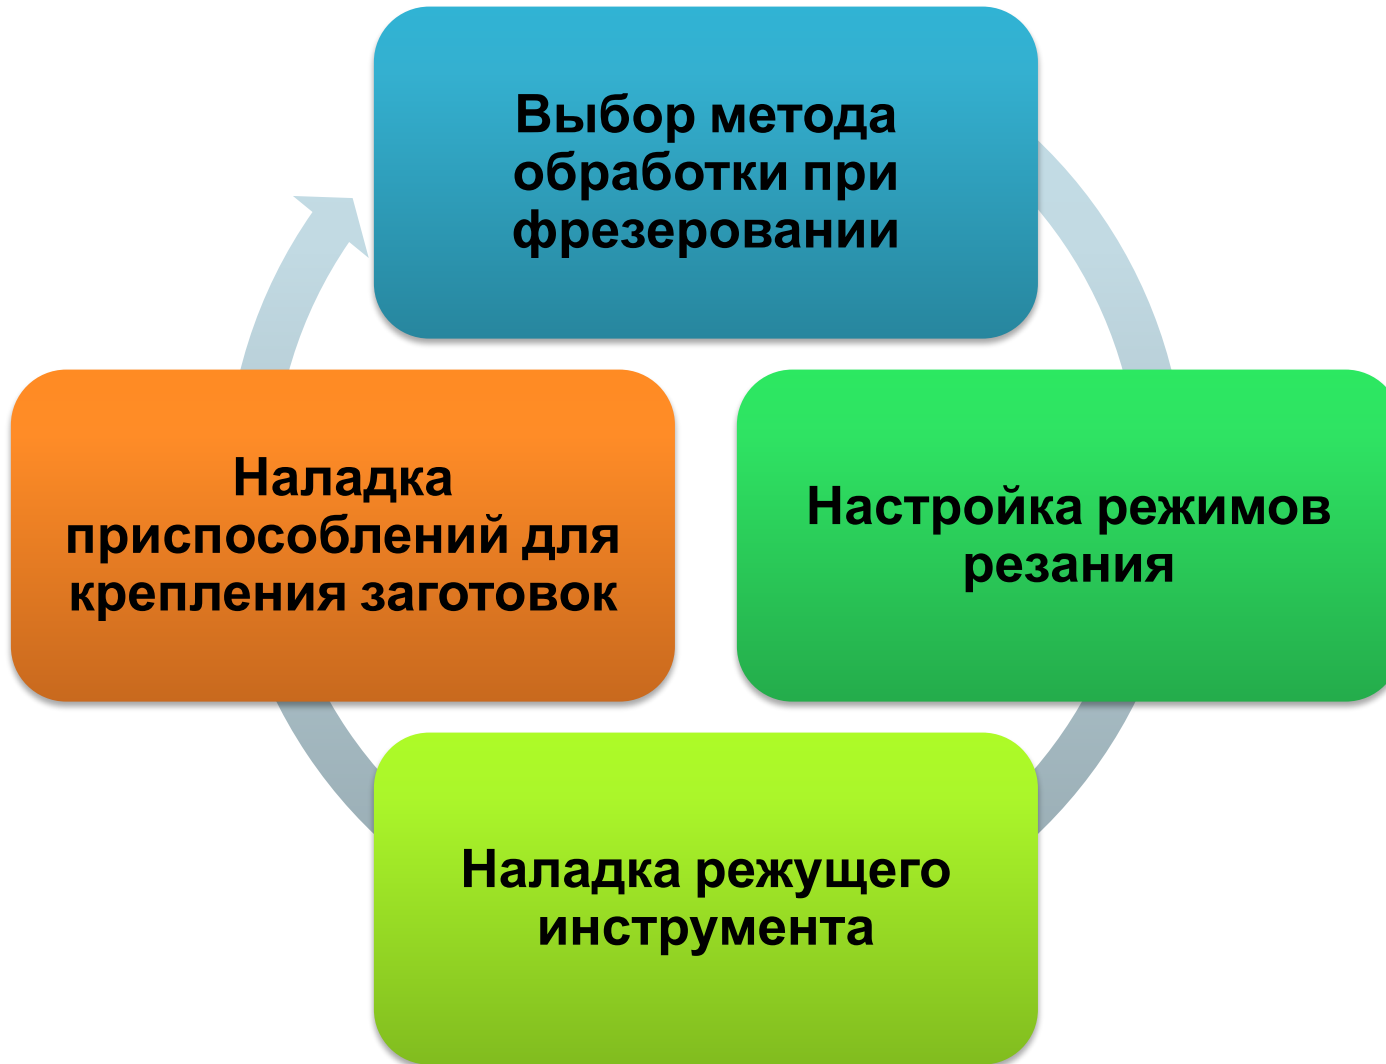 Выбор метода
обработки при
фрезеровании
Настройка режимов
резания
Наладка режущего
инструмента
Наладка
приспособлений для
крепления заготовок